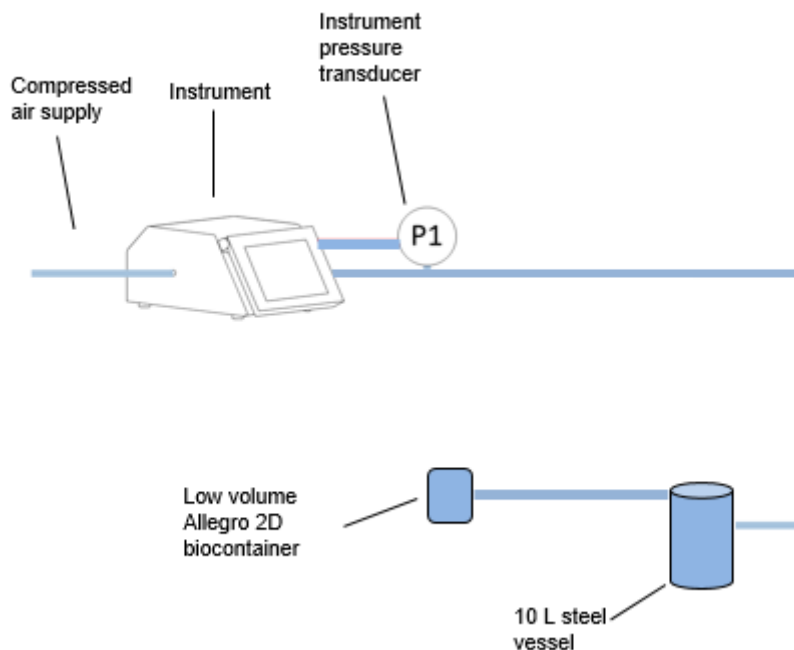 Instrument
pressure
transducer
Compressed
air supply
Instrument
P1
Low volume
Allegro 2D
biocontainer
10 L steel
vessel